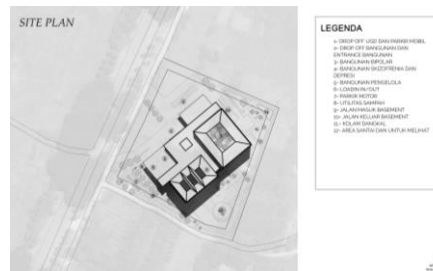 SITE PLAN
LEGENDA
1- DROP OFF UGD DAN PARKIR MOBIL
2- DROP OFF BANGUNAN DAN
ENTRANCE BANGUNAN
3- BANGUNAN BIPOLAR
4- BANGUNAN SKIZOFRENIA DAN
DEPRESI
5- BANGUNAN PENGELOLA
6- LOADIN IN/OUT
7- PARKIR MOTOR
8- UTILITAS SAMPAH
9- JALAN MASUK BASEMENT
10- JALAN KELUAR BASEMENT
11- KOLAM DANGKAL
12- AREA SANTAI DAN UNTUK MELIHAT